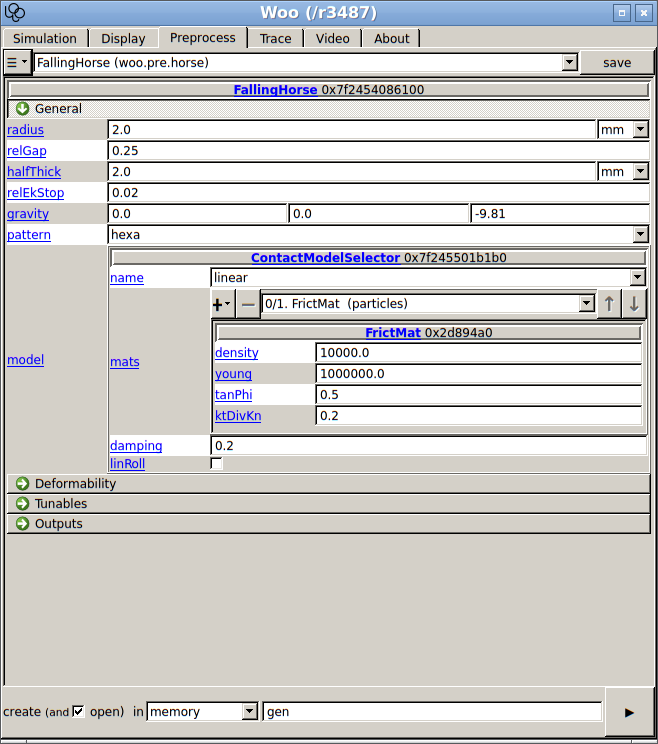 Woo (/r3487)
Simulation Display Preprocess Trace Video About
FallingHorse (woo.pre.horse) save
FallingHorse 0x7f2454086100
General
radius 2.0 mm
relGap 0.25
halfThick 2.0 mm
relEkStop 0.02
gravity 0.0 0.0 -9.81
pattern hexa
ContactModelSelector 0x7f245501b1b0
name linear
+ − 0/1. FrictMat (particles) ↑ ↓
FrictMat 0x2d894a0
density 10000.0
model mats
young 1000000.0
tanPhi 0.5
ktDivKn 0.2
damping 0.2
linRoll
Deformability
Tunables
Outputs
create (and open) in memory gen